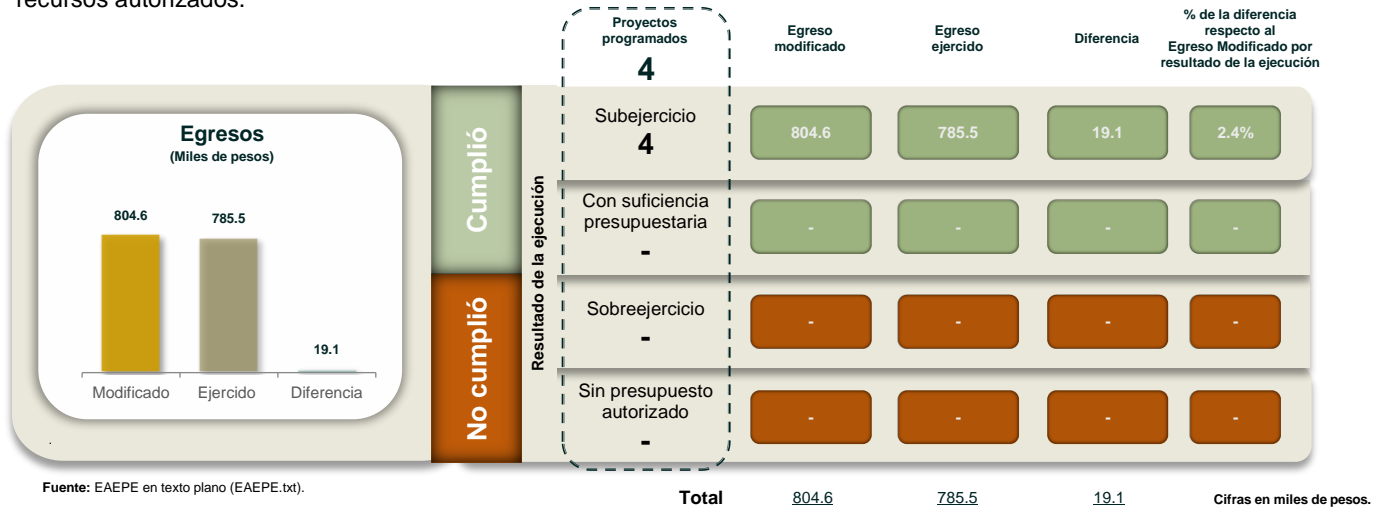 recursos autorizados.
Proyectos
programados
4
Egreso
modificado
Egreso
ejercido
Diferencia
% de la diferencia
respecto al
Egreso Modificado por
resultado de la ejecución
Egresos
(Miles de pesos)
804.6
785.5
19.1
Modificado
Ejercido
Diferencia
.
Cumplió
No cumplió
Resultado de la ejecución
Subejercicio
4
804.6
785.5
19.1
2.4%
Con suficiencia
presupuestaria
-
-
-
-
-
Sobreejercicio
-
-
-
-
-
Sin presupuesto
autorizado
-
-
-
-
-
Fuente: EAEPE en texto plano (EAEPE.txt).
Total
804.6
785.5
19.1
Cifras en miles de pesos.